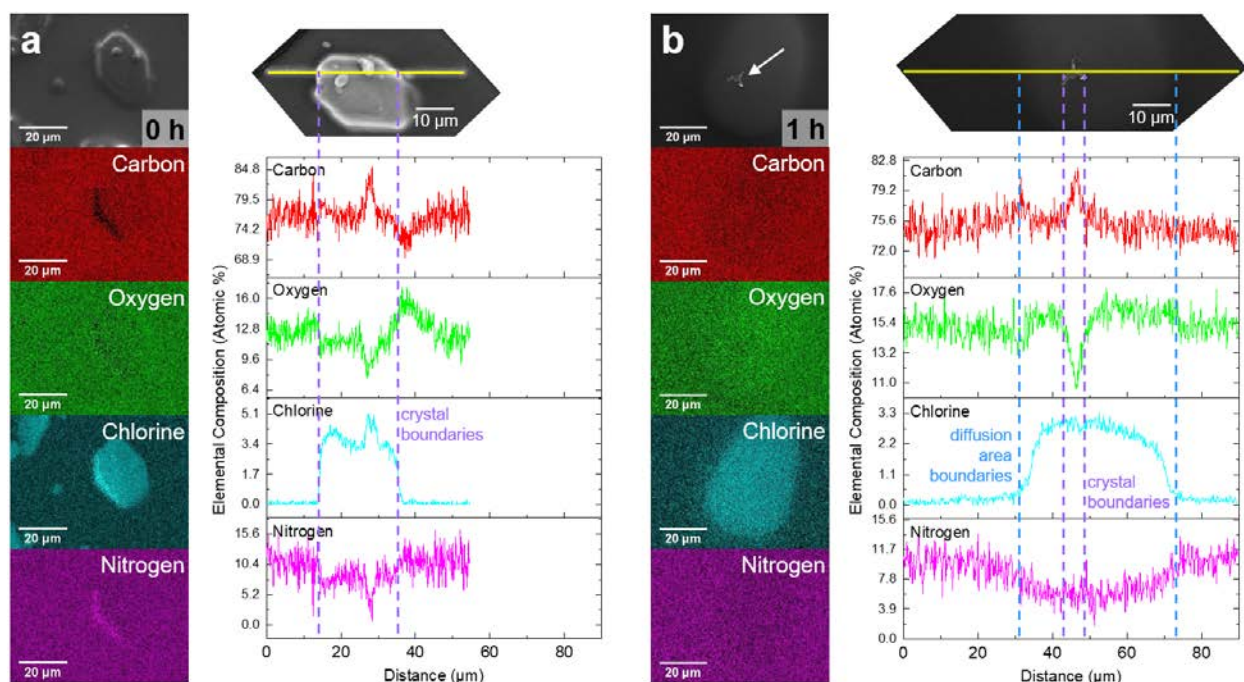 a
0 h
20 µm
10 µm
Carbon
20 µm
Oxygen
20 µm
Chlorine
20 µm
Nitrogen
20 µm
Elemental Composition (Atomic %)
Carbon
84.8
79.5
74.2
68.9
Oxygen
16.0
12.8
9.6
6.4
Chlorine
5.1
3.4
1.7
0.0
crystal
boundaries
Nitrogen
15.6
10.4
5.2
0.0
0 20 40 60 80
Distance (µm)
b
1 h
20 µm
10 µm
Carbon
20 µm
Oxygen
20 µm
Chlorine
20 µm
Nitrogen
20 µm
Elemental Composition (Atomic %)
Carbon
82.8
79.2
75.6
72.0
Oxygen
17.6
15.4
13.2
11.0
Chlorine
3.3
2.2
1.1
0.0
diffusion
area
boundaries
crystal
boundaries
Nitrogen
15.6
11.7
7.8
3.9
0.0
0 20 40 60 80
Distance (µm)